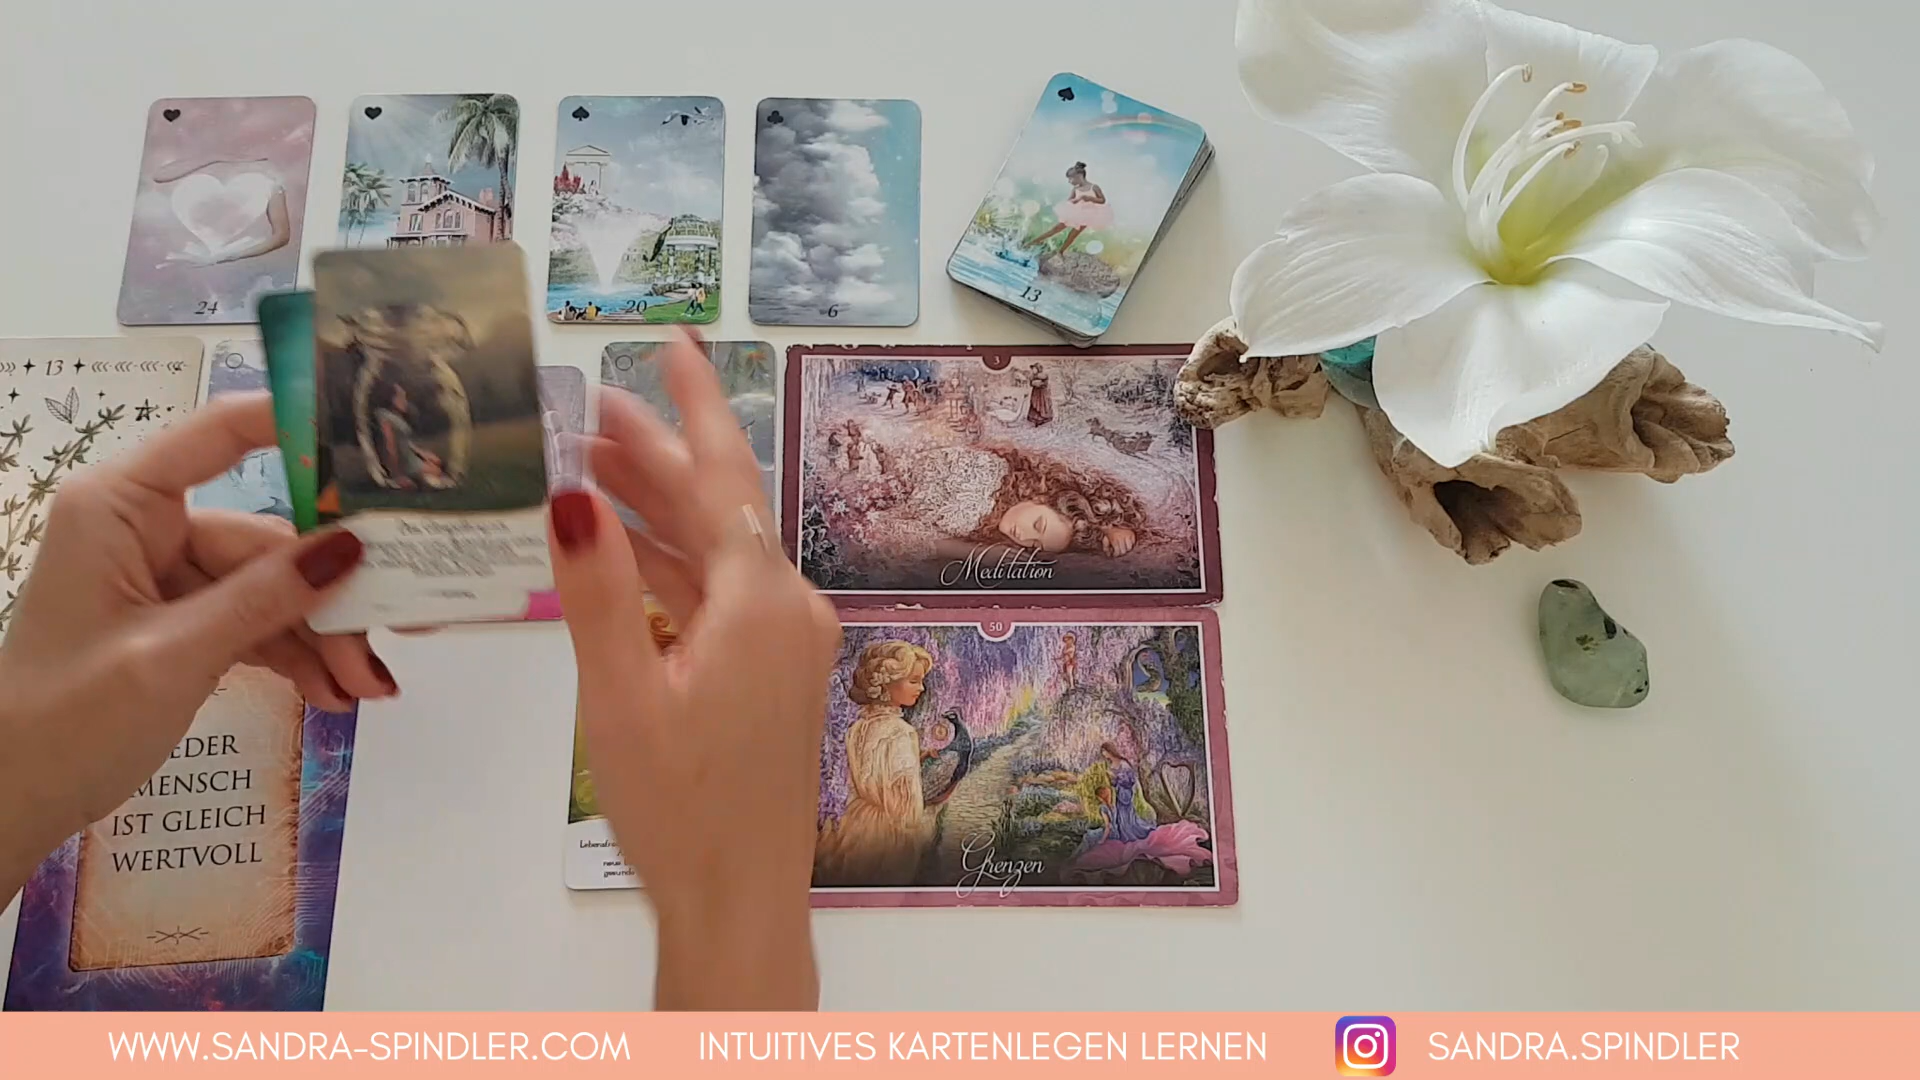 24
20
6
13
13
3
Meditation
50
Grenzen
EDER
MENSCH
IST GLEICH
WERTVOLL
WWW.SANDRA-SPINDLER.COM
INTUITIVES KARTENLEGEN LERNEN
SANDRA.SPINDLER